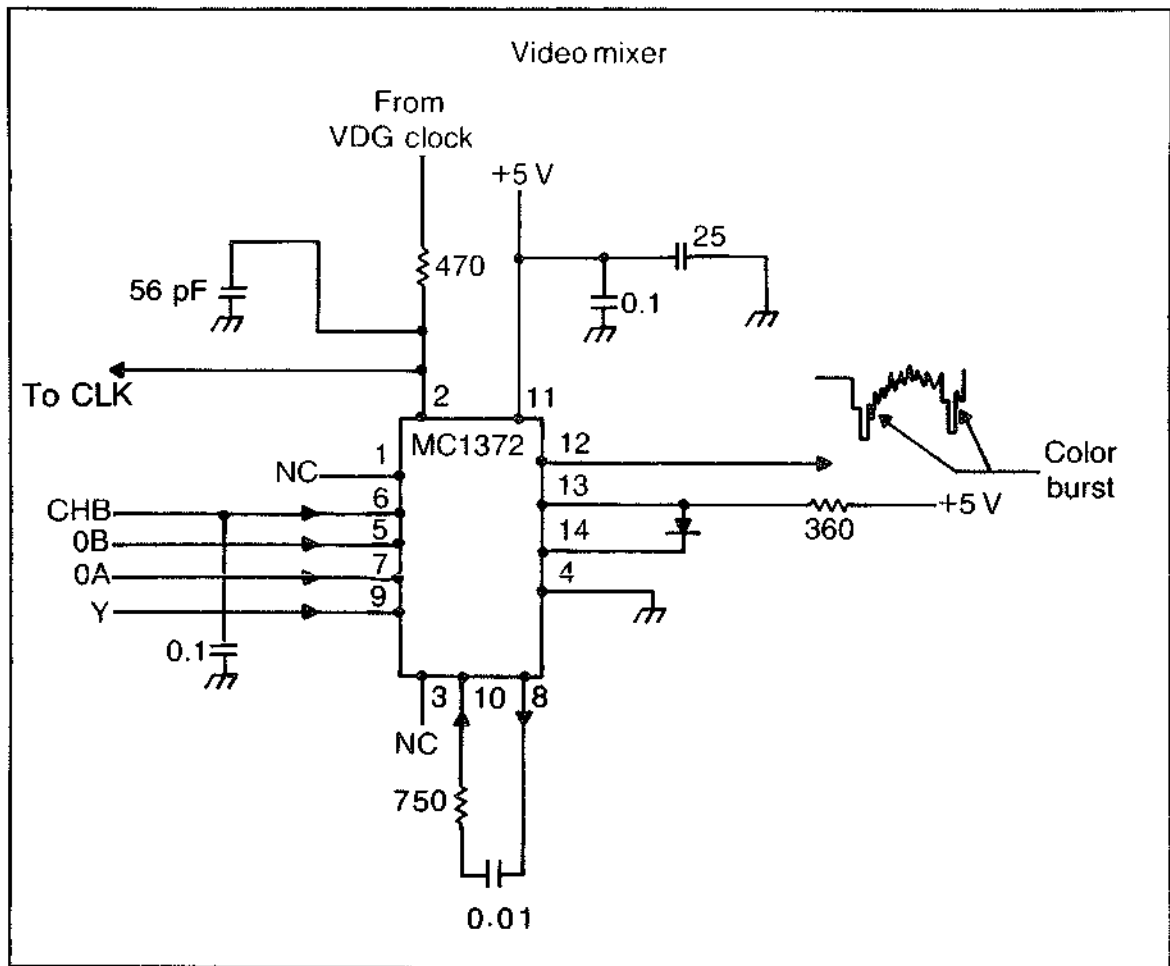 Video mixer
From
VDG clock
+5 V
470
25
56 pF
0.1
To CLK
2
11
MC1372
1
12
NC
Color
burst
6
13
CHB
+5 V
5
360
0B
14
7
0A
4
9
Y
0.1
3
10
8
NC
750
0.01